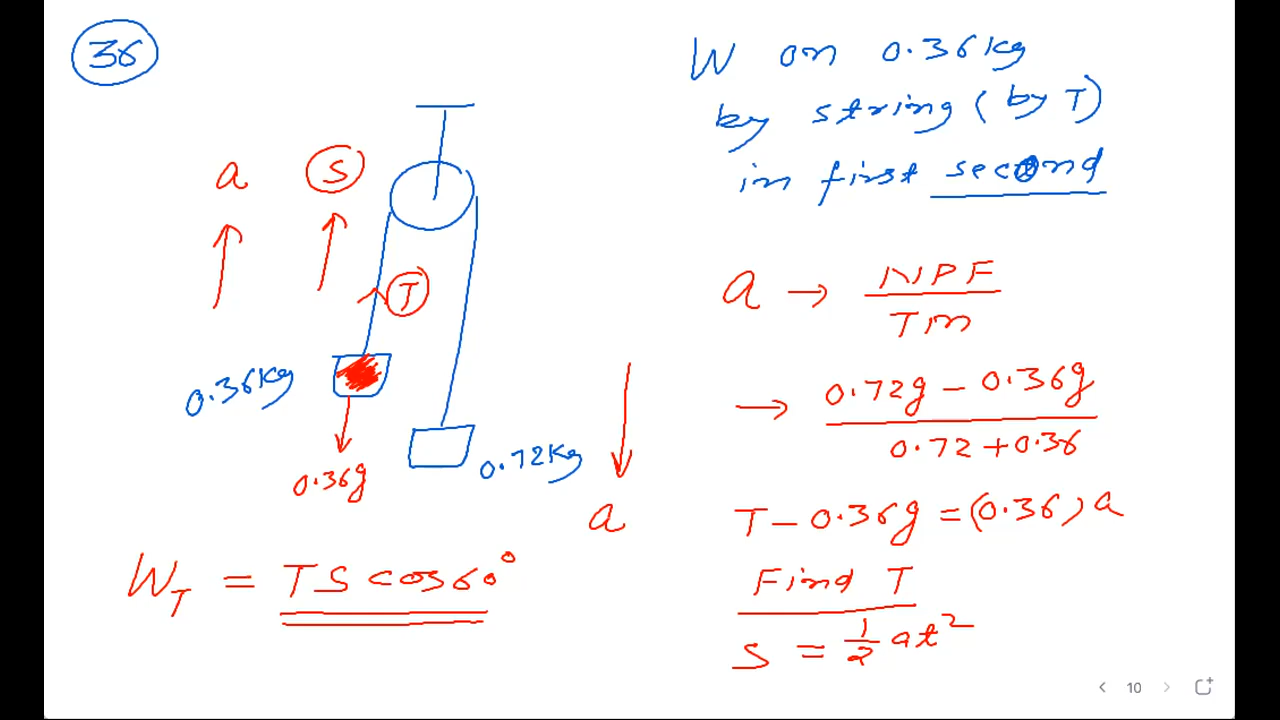 36
W on 0.36kg
by string (by T)
in first second
a
S
T
a → NPF
Tm
0.36kg
→ 0.72g - 0.36g
0.72 + 0.36
0.72kg
0.36g
a
T - 0.36g = (0.36) a
W_T = TS cos60°
Find T
S = 1/2 at²
10